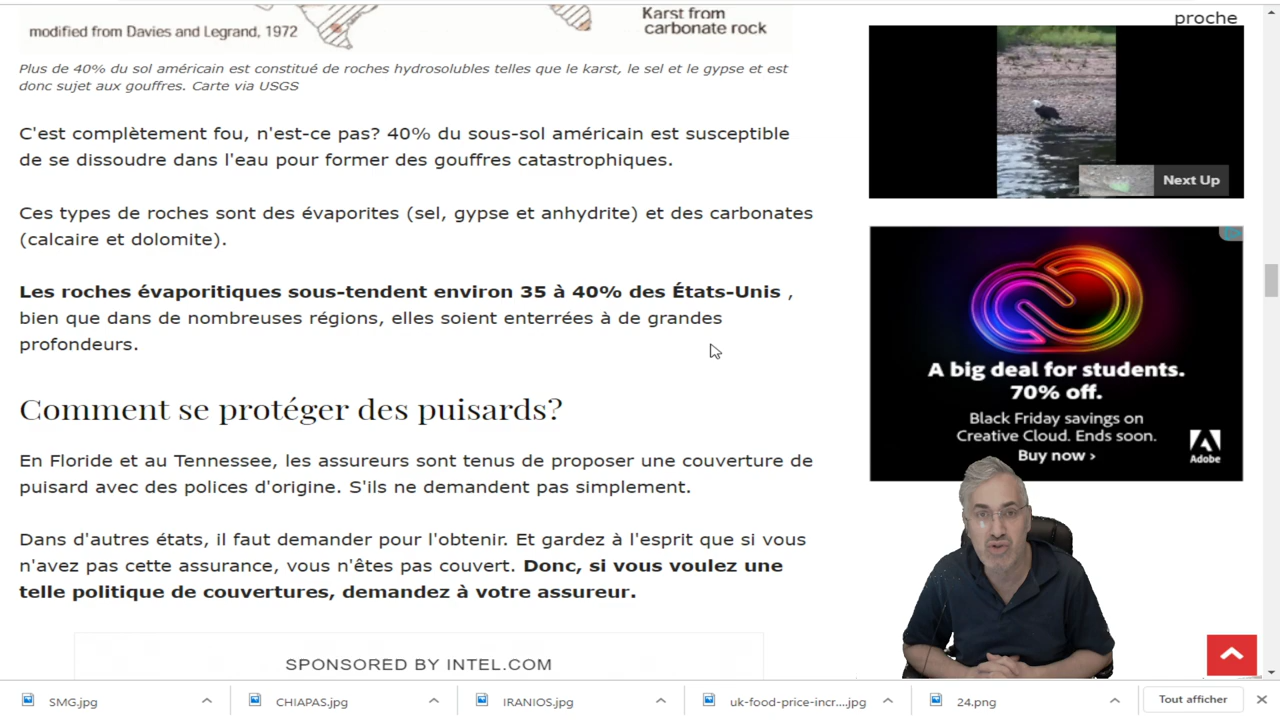 Karst from
carbonate rock
modified from Davies and Legrand, 1972
Plus de 40% du sol américain est constitué de roches hydrosolubles telles que le karst, le sel et le gypse et est
donc sujet aux gouffres. Carte via USGS
C'est complètement fou, n'est-ce pas? 40% du sous-sol américain est susceptible
de se dissoudre dans l'eau pour former des gouffres catastrophiques.
Ces types de roches sont des évaporites (sel, gypse et anhydrite) et des carbonates
(calcaire et dolomite).
Les roches évaporitiques sous-tendent environ 35 à 40% des États-Unis ,
bien que dans de nombreuses régions, elles soient enterrées à de grandes
profondeurs.
Comment se protéger des puisards?
En Floride et au Tennessee, les assureurs sont tenus de proposer une couverture de
puisard avec des polices d'origine. S'ils ne demandent pas simplement.
Dans d'autres états, il faut demander pour l'obtenir. Et gardez à l'esprit que si vous
n'avez pas cette assurance, vous n'êtes pas couvert. Donc, si vous voulez une
telle politique de couvertures, demandez à votre assureur.
SPONSORED BY INTEL.COM
proche
Next Up
A big deal for students.
70% off.
Black Friday savings on
Creative Cloud. Ends soon.
Buy now ›
Adobe
SMG.jpg
CHIAPAS.jpg
IRANIOS.jpg
uk-food-price-incr....jpg
24.png
Tout afficher